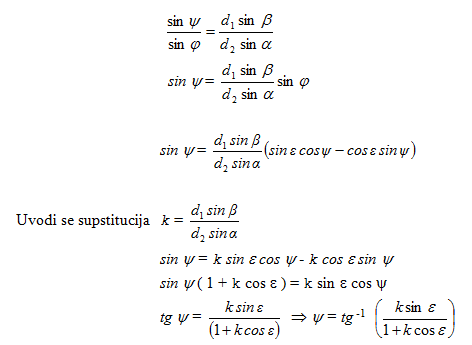 sin ψ / sin φ = d₁ sin β / d₂ sin α
sin ψ = d₁ sin β / d₂ sin α sin φ
sin ψ = d₁ sin β / d₂ sin α (sin ε cos ψ − cos ε sin ψ)
Uvodi se supstitucija k = d₁ sin β / d₂ sin α
sin ψ = k sin ε cos ψ - k cos ε sin ψ
sin ψ ( 1 + k cos ε ) = k sin ε cos ψ
tg ψ = k sin ε / (1 + k cos ε) ⇒ ψ = tg⁻¹ ( k sin ε / 1 + k cos ε )